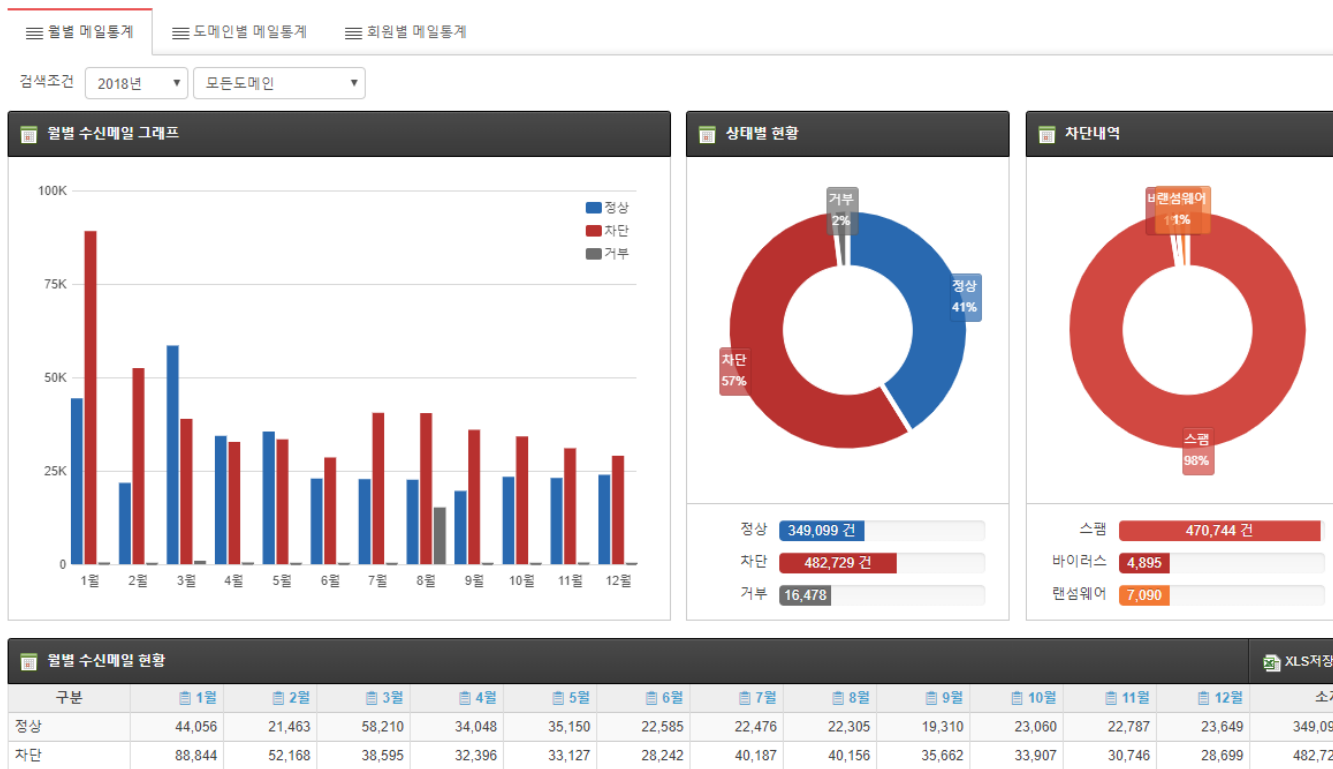 월별 메일통계 도메인별 메일통계 회원별 메일통계
검색조건 2018년 모든도메인
월별 수신메일 그래프
100K
75K
50K
25K
0
정상
차단
거부
1월 2월 3월 4월 5월 6월 7월 8월 9월 10월 11월 12월
상태별 현황
거부
2%
정상
41%
차단
57%
정상 349,099 건
차단 482,729 건
거부 16,478
차단내역
랜섬웨어
1%
스팸
98%
스팸 470,744 건
바이러스 4,895
랜섬웨어 7,090
월별 수신메일 현황 XLS저장
구분 1월 2월 3월 4월 5월 6월 7월 8월 9월 10월 11월 12월
정상 44,056 21,463 58,210 34,048 35,150 22,585 22,476 22,305 19,310 23,060 22,787 23,649 349,09
차단 88,844 52,168 38,595 32,396 33,127 28,242 40,187 40,156 35,662 33,907 30,746 28,699 482,72